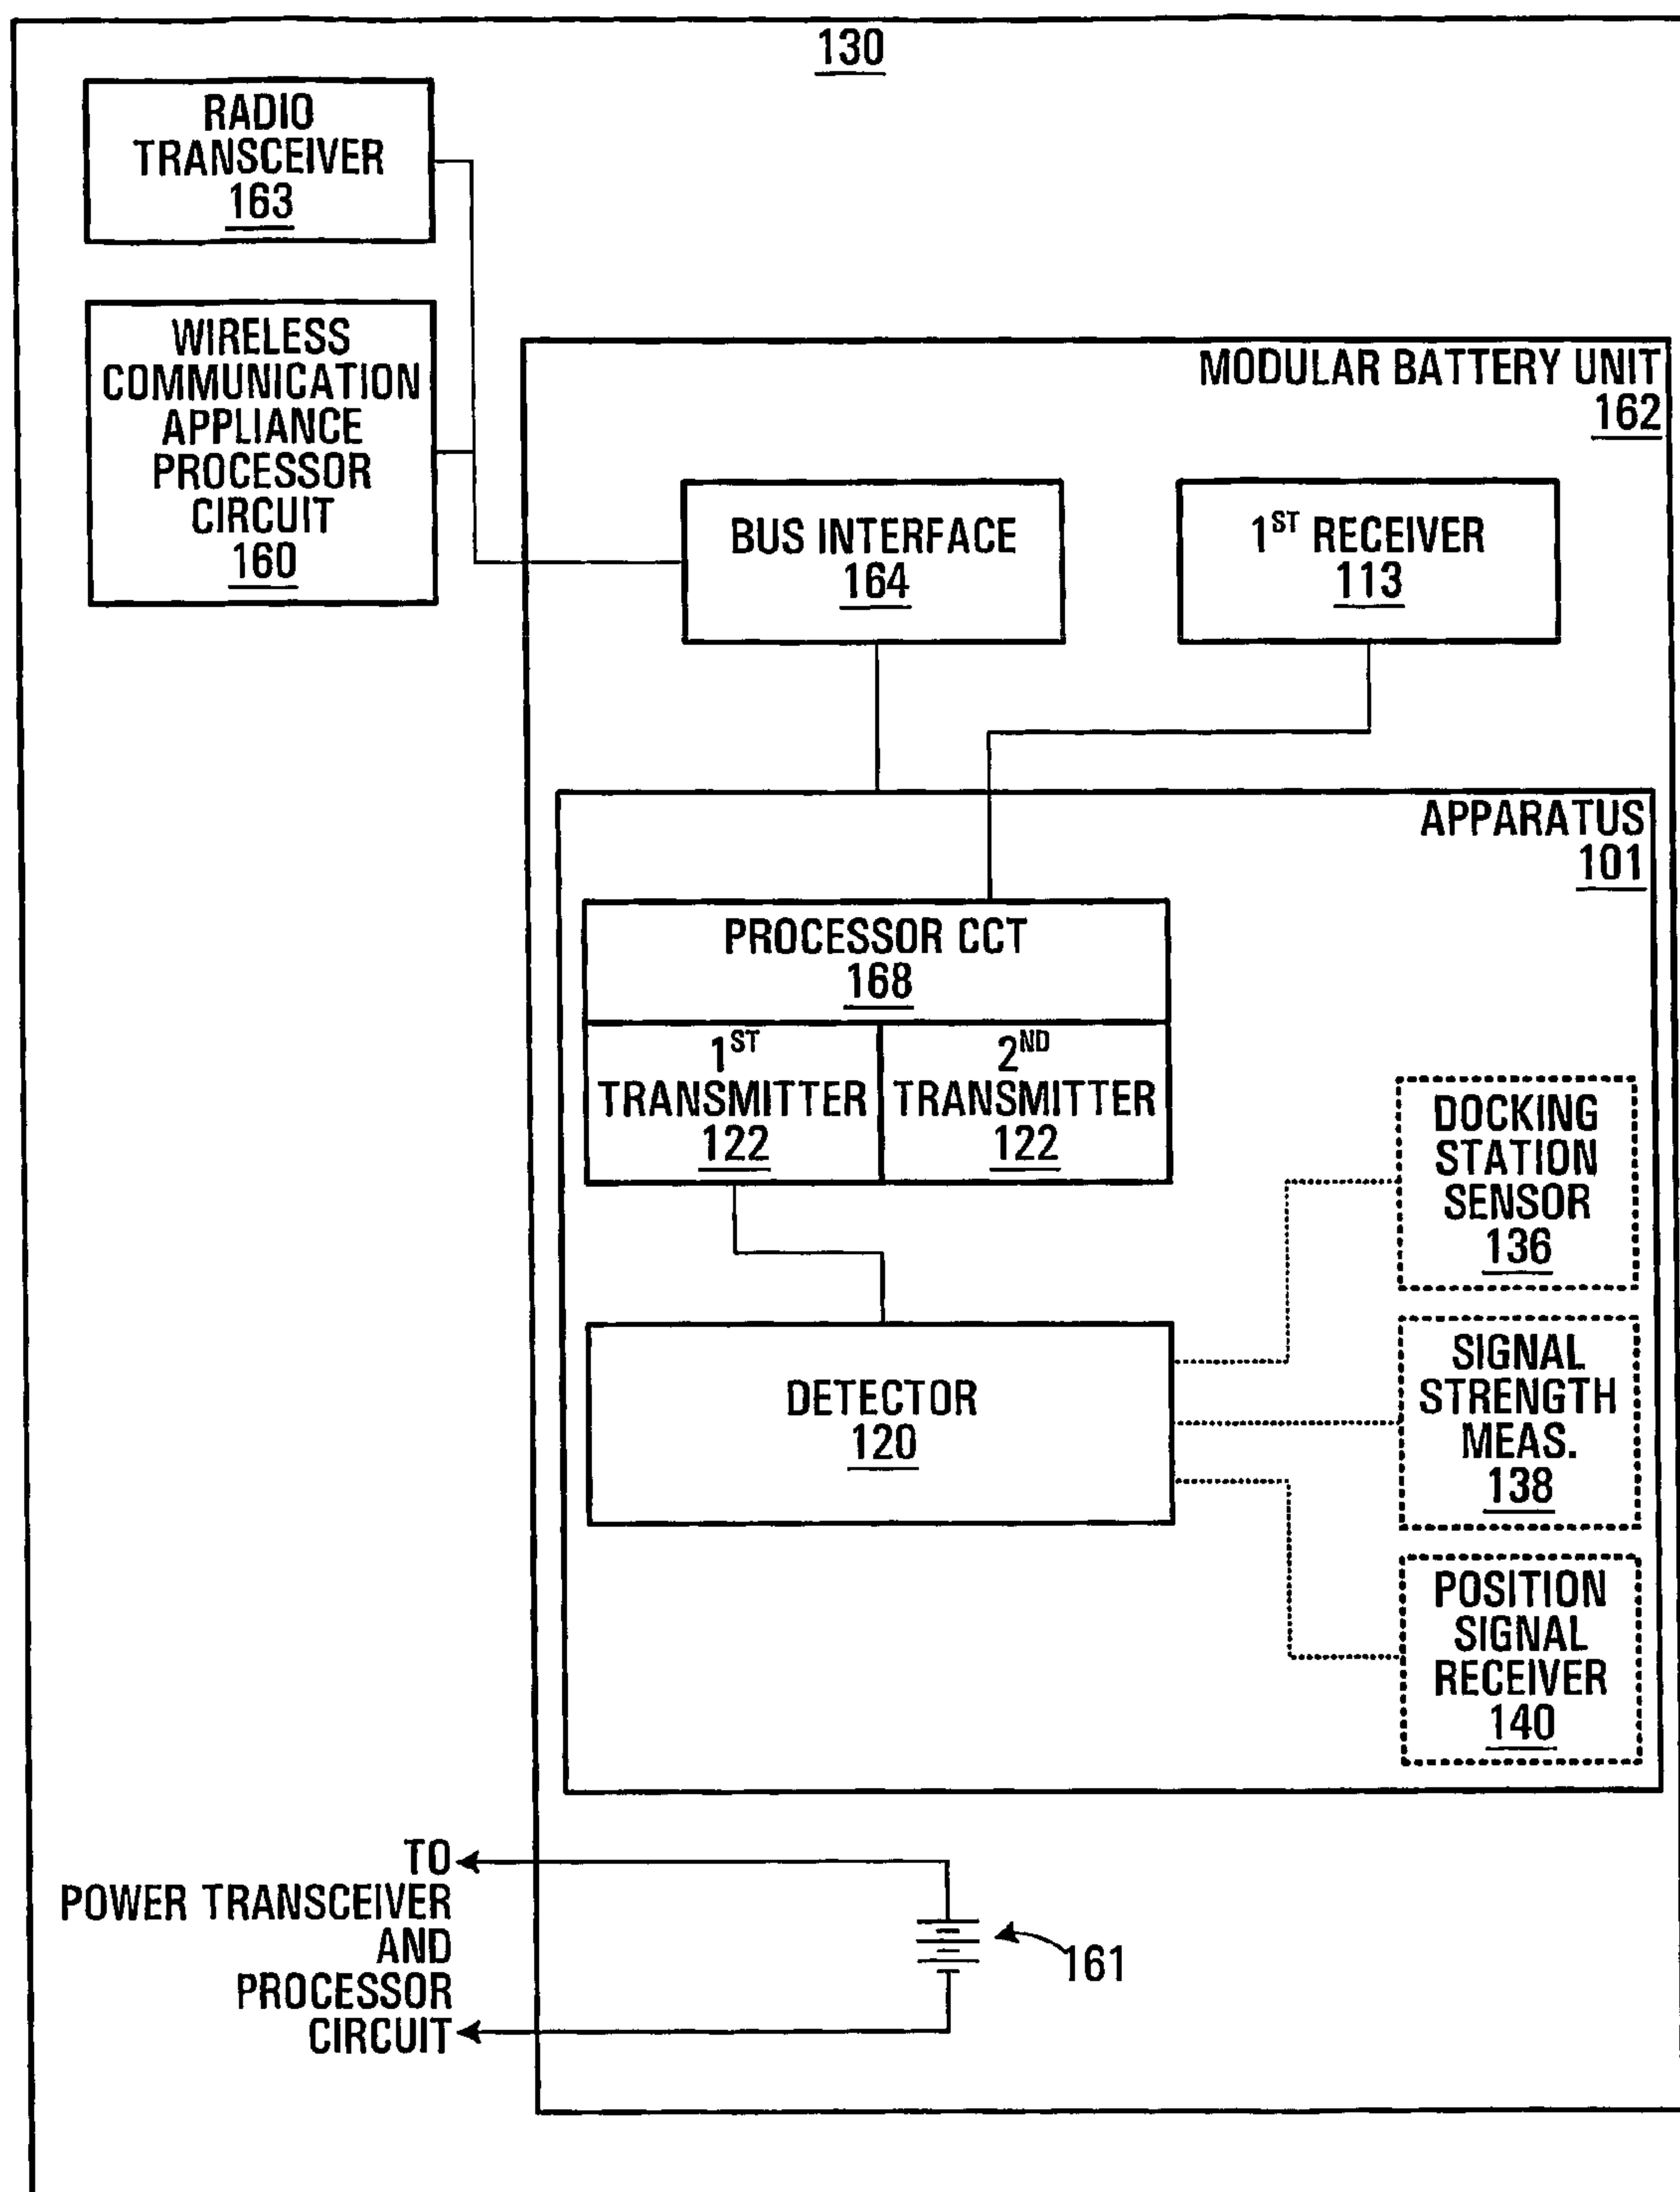 130
RADIO
TRANSCEIVER
163
WIRELESS
COMMUNICATION
APPLIANCE
PROCESSOR
CIRCUIT
160
MODULAR BATTERY UNIT
162
BUS INTERFACE
164
1ST RECEIVER
113
APPARATUS
101
PROCESSOR CCT
168
1ST
TRANSMITTER
122
2ND
TRANSMITTER
122
DOCKING
STATION
SENSOR
136
DETECTOR
120
SIGNAL
STRENGTH
MEAS.
138
POSITION
SIGNAL
RECEIVER
140
TO
POWER TRANSCEIVER
AND
PROCESSOR
CIRCUIT
161